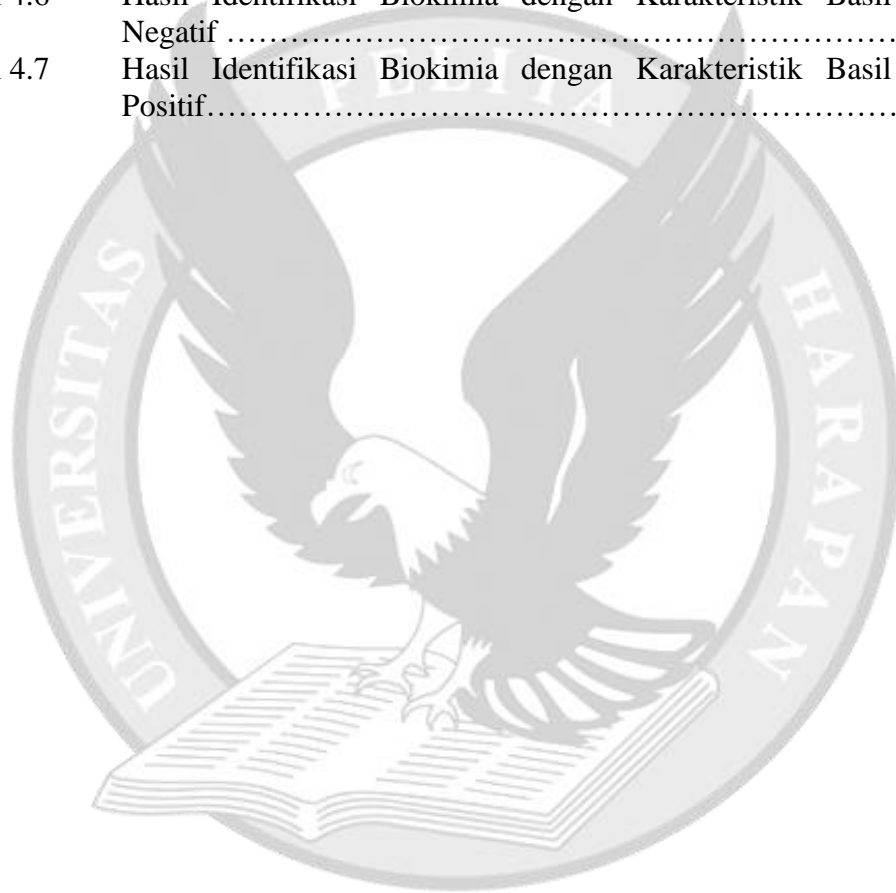 4.6 Hasil Identifikasi Biokimia dengan Karakteristik Basil
Negatif ………………………………………………………………
4.7 Hasil Identifikasi Biokimia dengan Karakteristik Basil
Positif………………………………………………………………
UNIVERSITAS PELITA HARAPAN